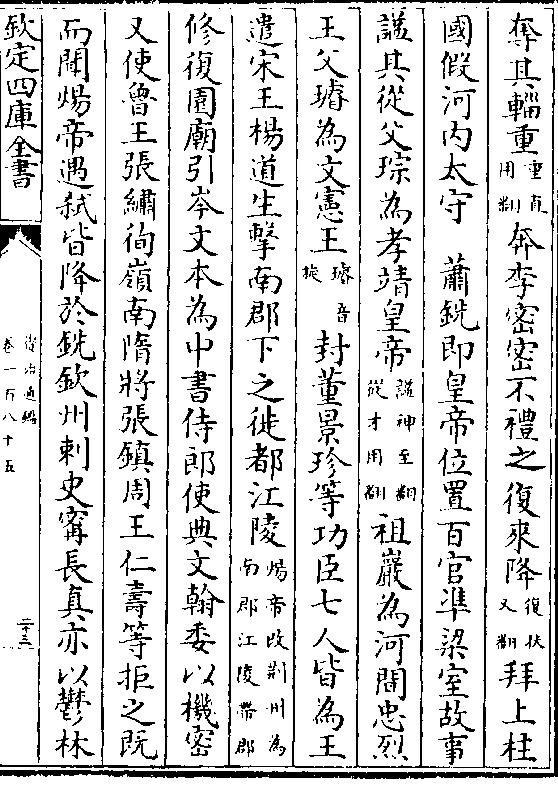 奪其輜重重直用翻奔李密密不禮之復來降復扶又翻拜上柱
國假河内太守　蕭銑即皇帝位置百官準梁室故事
諡其從父琮為孝靖皇帝諡神至翻從才用翻祖巖為河間忠烈
王父璿為文憲王璿音旋封董景珍等功臣七人皆為王
遣宋王楊道生擊南郡下之徙都江陵煬帝改荆州為南郡江陵帶郡
修復園廟引岑文本為中書侍郎使典文翰委以機密
又使魯王張繡徇嶺南隋將張鎮周王仁壽等拒之既
而聞煬帝遇弒皆降於銑欽州刺史甯長真亦以鬱林
欽定四庫全書
資治通鑑
卷一百八十五
二十三